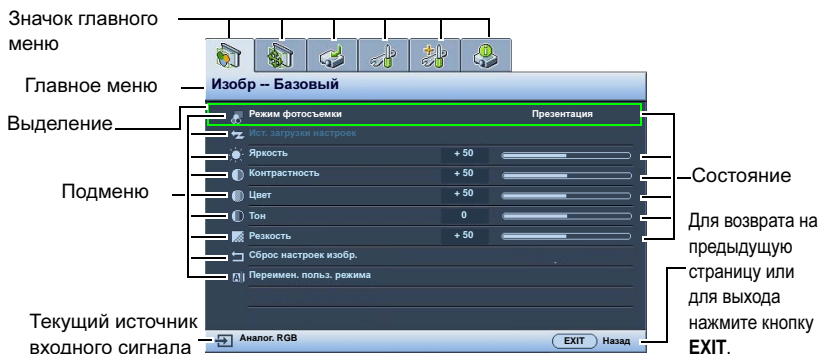 Значок главного
меню
Главное меню
Изобр -- Базовый
Выделение
Режим фотосъемки Презентация
Ист. загрузки настроек
Яркость + 50
Контрастность + 50
Подменю
Цвет + 50
Тон 0
Резкость + 50
Сброс настроек изобр.
Переимен. польз. режима
Состояние
Для возврата на
предыдущую
страницу или
для выхода
нажмите кнопку
EXIT.
Текущий источник
входного сигнала
Аналог. RGB
EXIT Назад